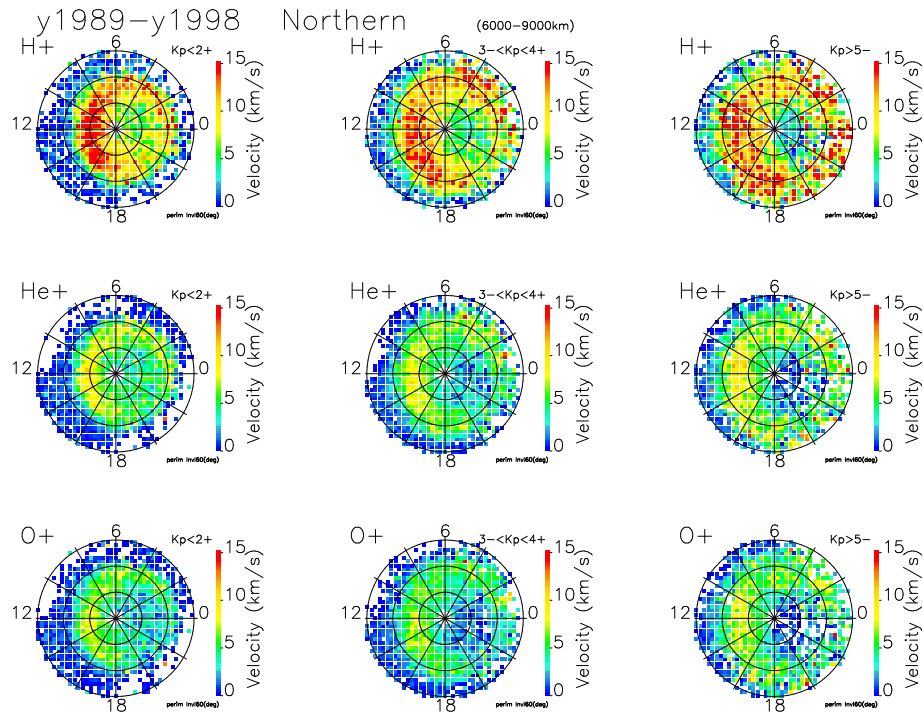 y1989−y1998 Northern (6000−9000km)
H+ 6 Kp<2+ 15
10
12 0 5
0
18
Velocity (km/s)
perim Invl60(deg)
H+ 6 3−<Kp<4+ 15
10
12 0 5
0
18
Velocity (km/s)
perim Invl60(deg)
H+ 6 Kp>5− 15
10
12 0 5
0
18
Velocity (km/s)
perim Invl60(deg)
He+ 6 Kp<2+ 15
10
12 0 5
0
18
Velocity (km/s)
perim Invl60(deg)
He+ 6 3−<Kp<4+ 15
10
12 0 5
0
18
Velocity (km/s)
perim Invl60(deg)
He+ 6 Kp>5− 15
10
12 0 5
0
18
Velocity (km/s)
perim Invl60(deg)
O+ 6 Kp<2+ 15
10
12 0 5
0
18
Velocity (km/s)
perim Invl60(deg)
O+ 6 3−<Kp<4+ 15
10
12 0 5
0
18
Velocity (km/s)
perim Invl60(deg)
O+ 6 Kp>5− 15
10
12 0 5
0
18
Velocity (km/s)
perim Invl60(deg)